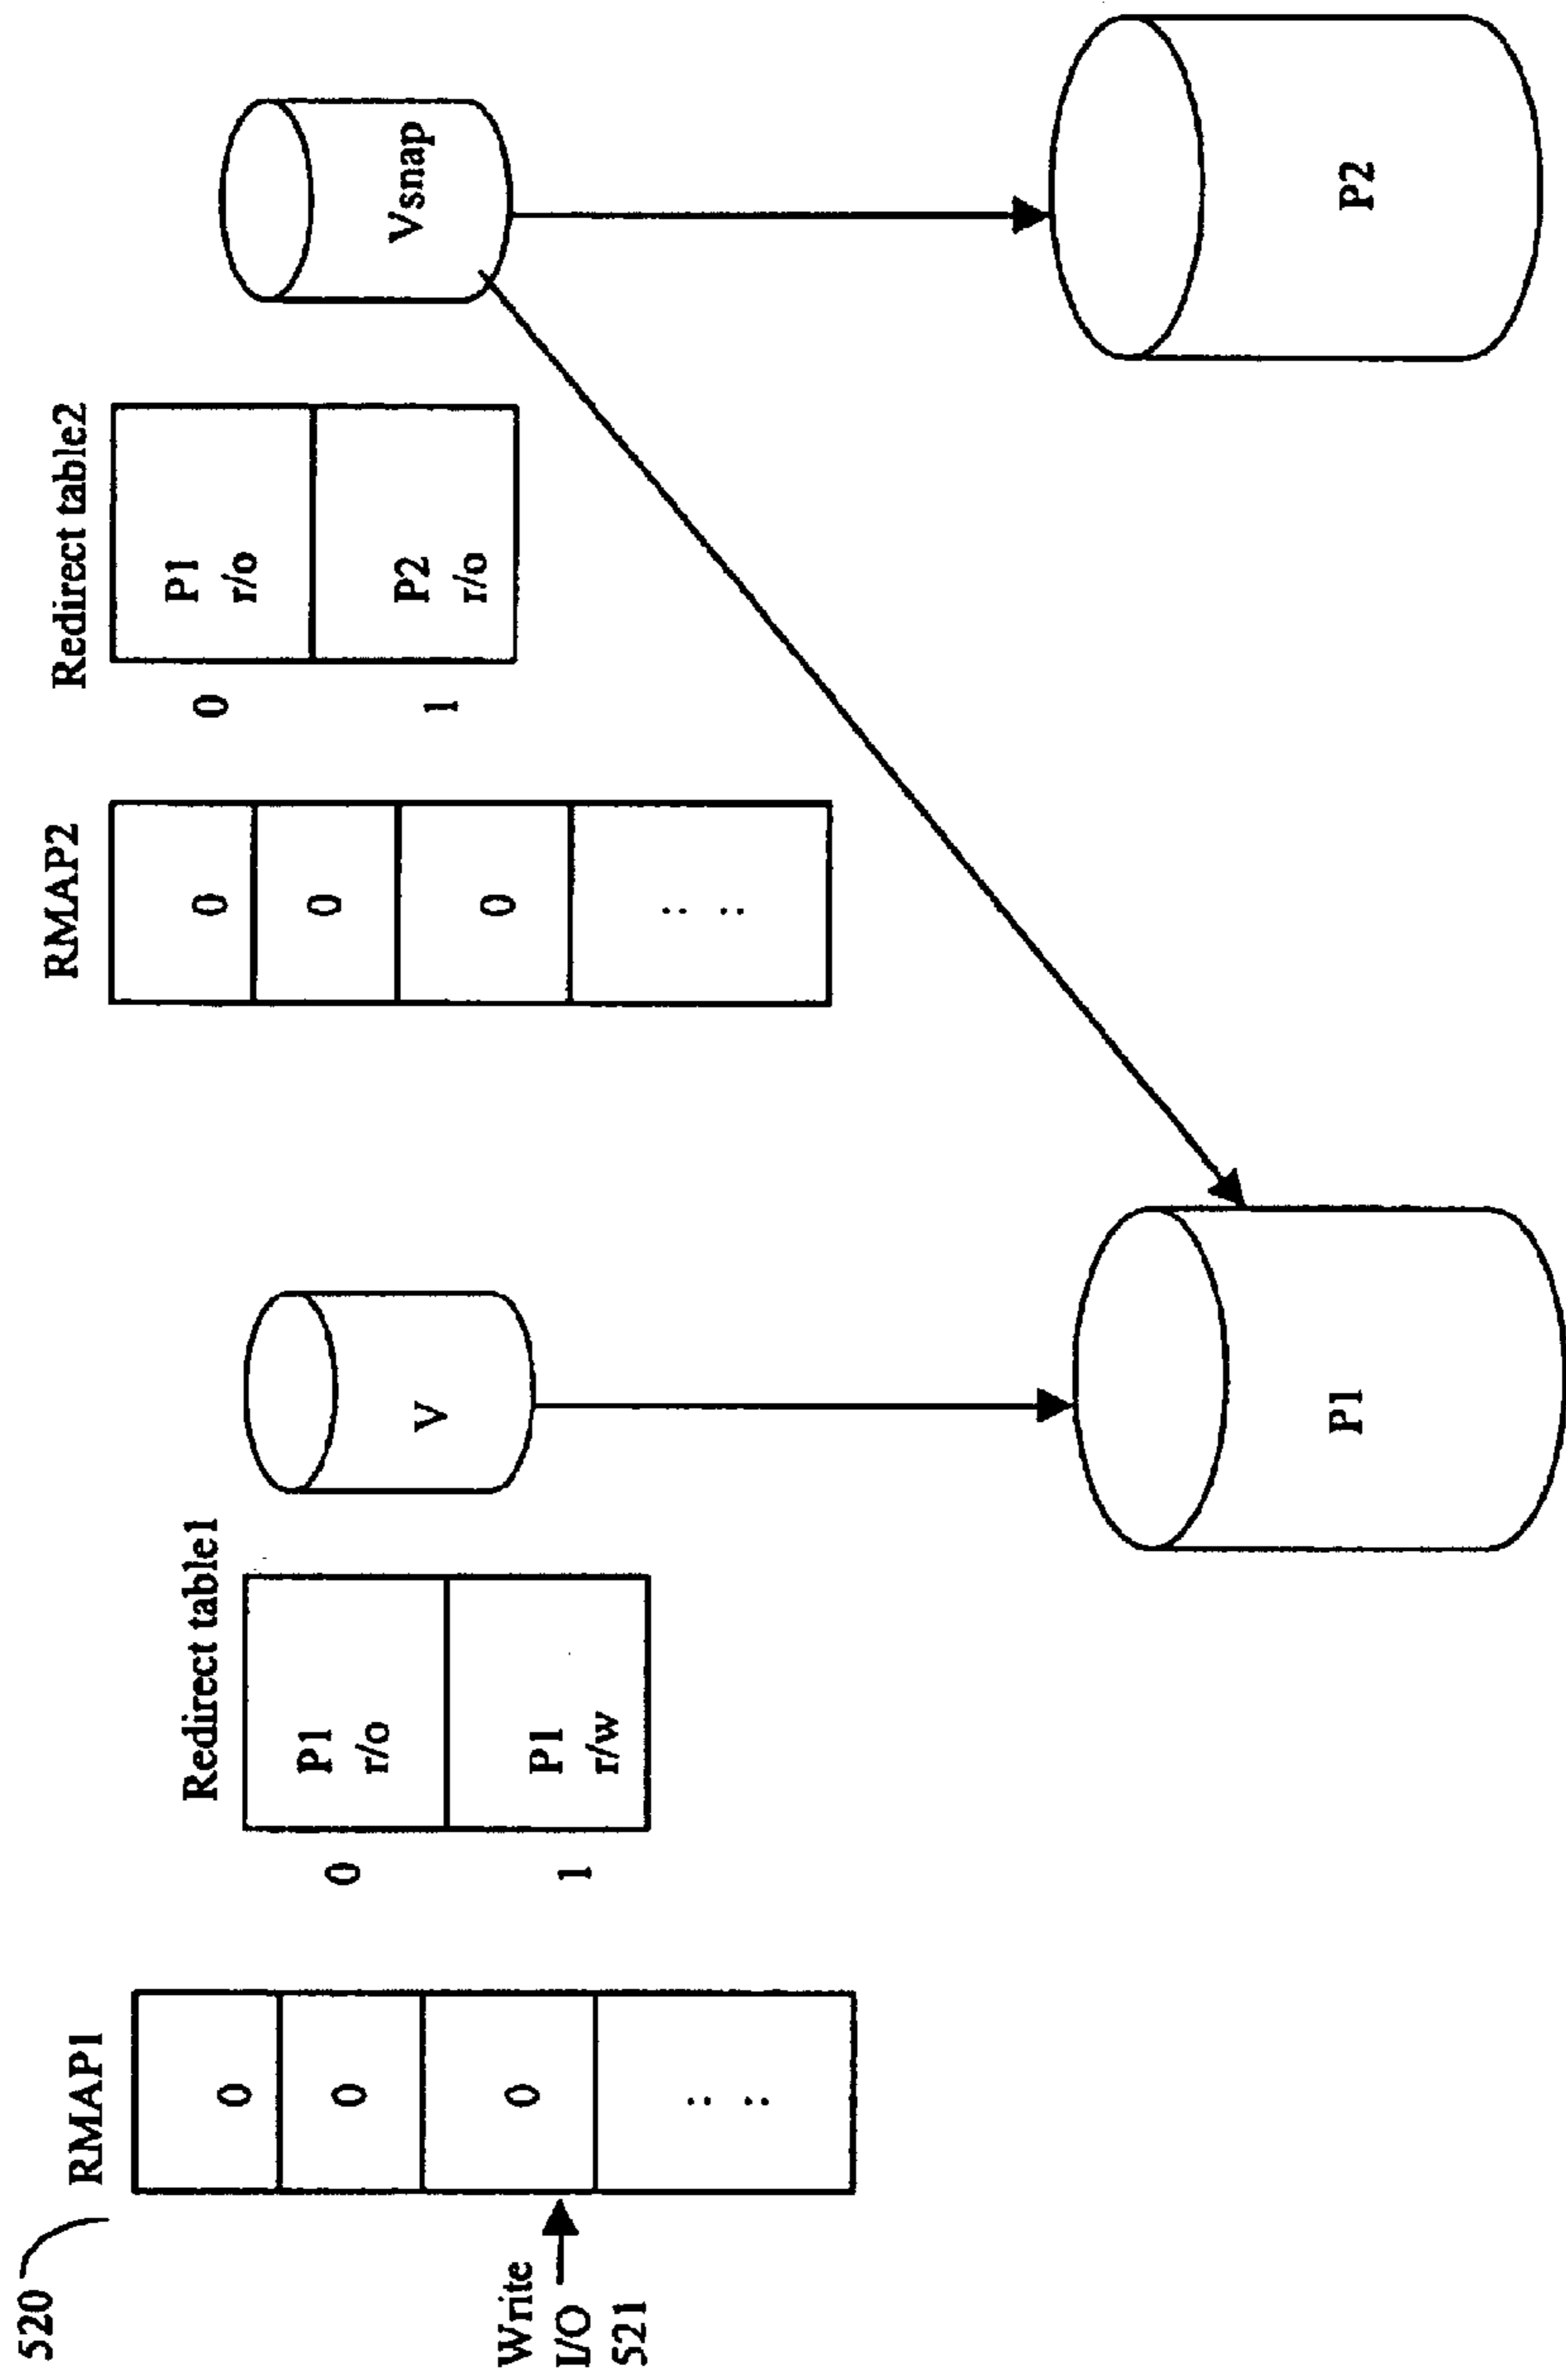 520
RMAP1
0
0
0
: :
Write
I/O
521
Redirect table1
0
P1
r/o
1
P1
r/w
V
P1
RMAP2
0
0
0
: :
Redirect table2
0
P1
r/o
1
P2
r/o
Vsnap
P2